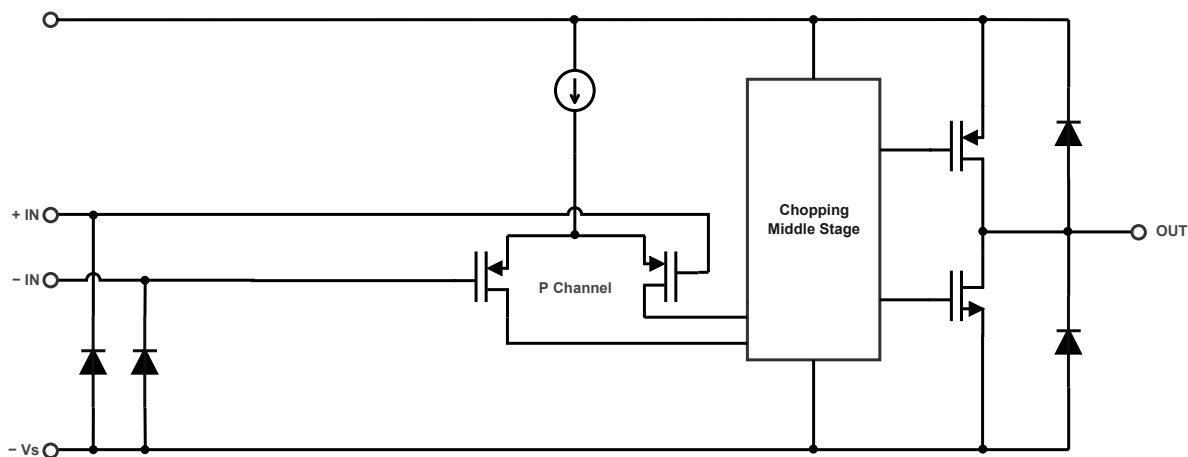 + IN
− IN
P Channel
Chopping
Middle Stage
OUT
− Vs